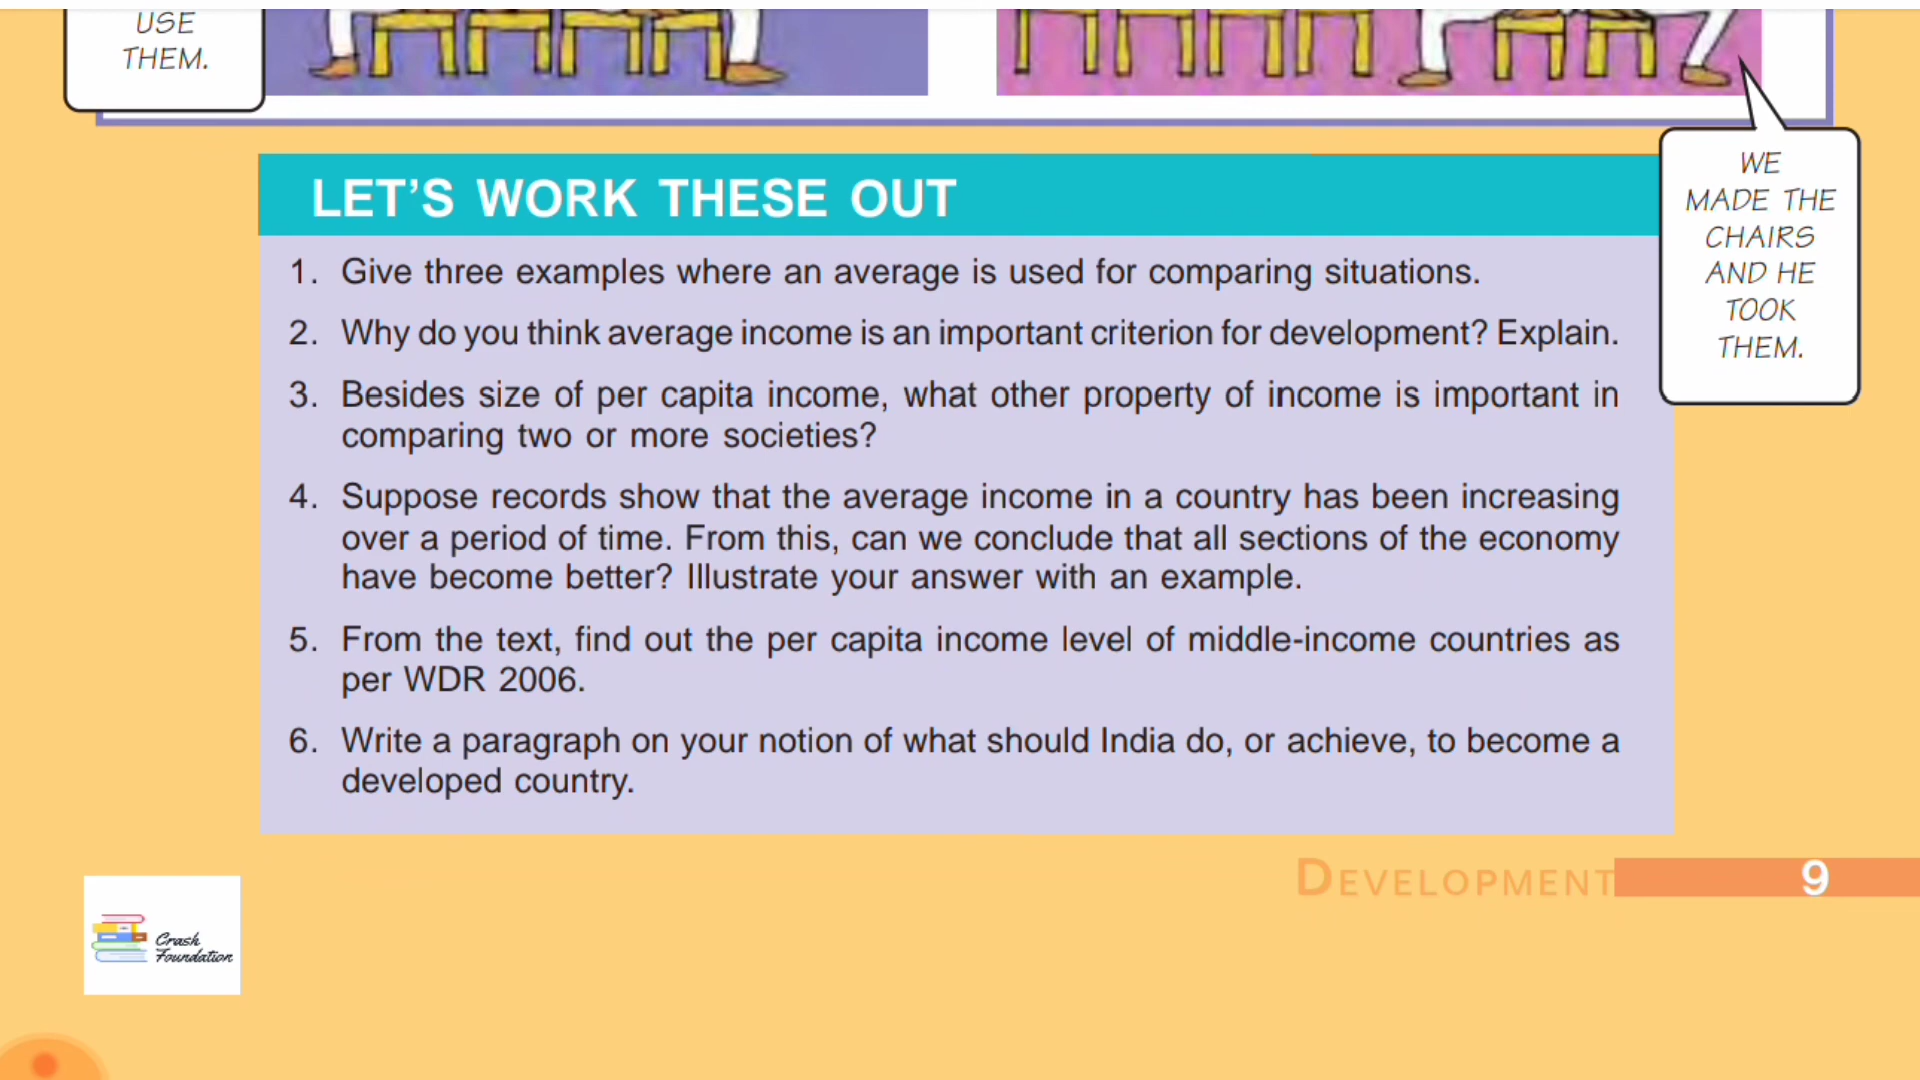 USE
THEM.
WE
MADE THE
CHAIRS
AND HE
TOOK
THEM.
LET'S WORK THESE OUT
1. Give three examples where an average is used for comparing situations.
2. Why do you think average income is an important criterion for development? Explain.
3. Besides size of per capita income, what other property of income is important in
comparing two or more societies?
4. Suppose records show that the average income in a country has been increasing
over a period of time. From this, can we conclude that all sections of the economy
have become better? Illustrate your answer with an example.
5. From the text, find out the per capita income level of middle-income countries as
per WDR 2006.
6. Write a paragraph on your notion of what should India do, or achieve, to become a
developed country.
DEVELOPMENT 9
Crash
Foundation